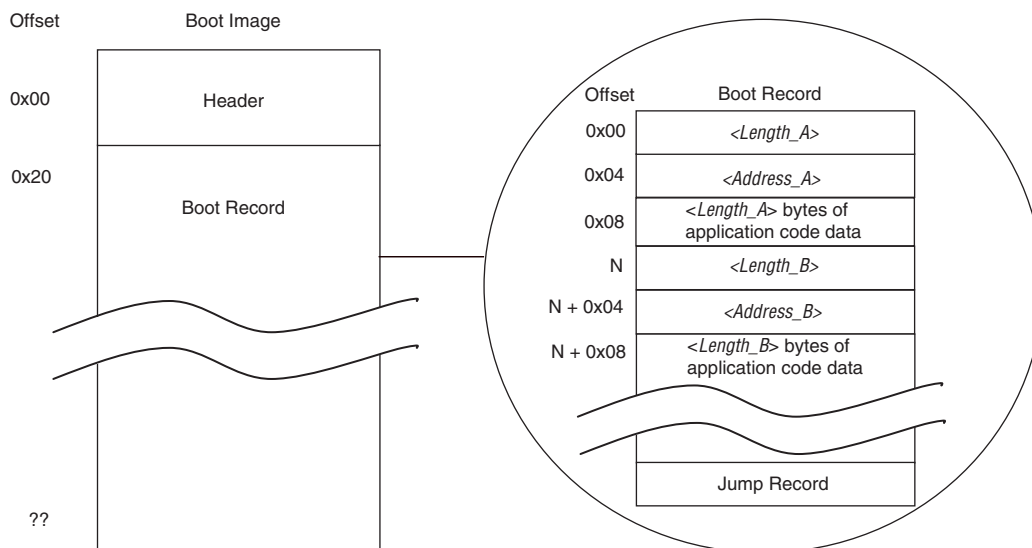 Offset
Boot Image
0x00
Header
0x20
Boot Record
??
Offset
Boot Record
0x00
<Length_A>
0x04
<Address_A>
0x08
<Length_A> bytes of
application code data
N
<Length_B>
N + 0x04
<Address_B>
N + 0x08
<Length_B> bytes of
application code data
Jump Record